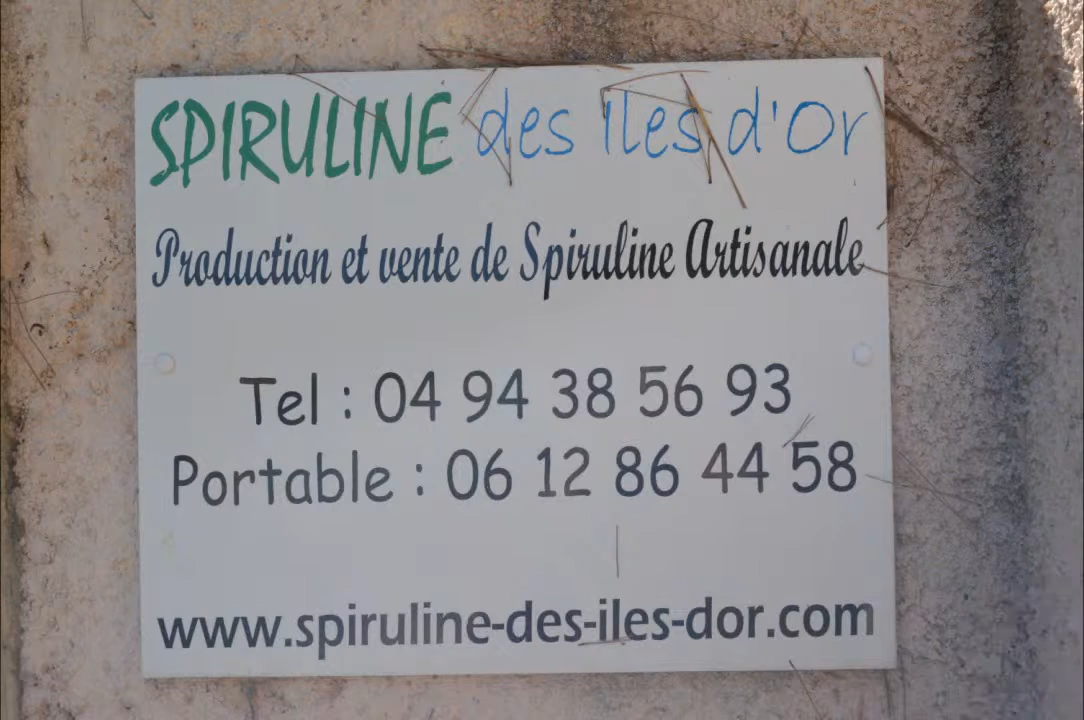 SPIRULINE des Iles d'Or
Production et vente de Spiruline Artisanale
Tel : 04 94 38 56 93
Portable : 06 12 86 44 58
www.spiruline-des-iles-dor.com